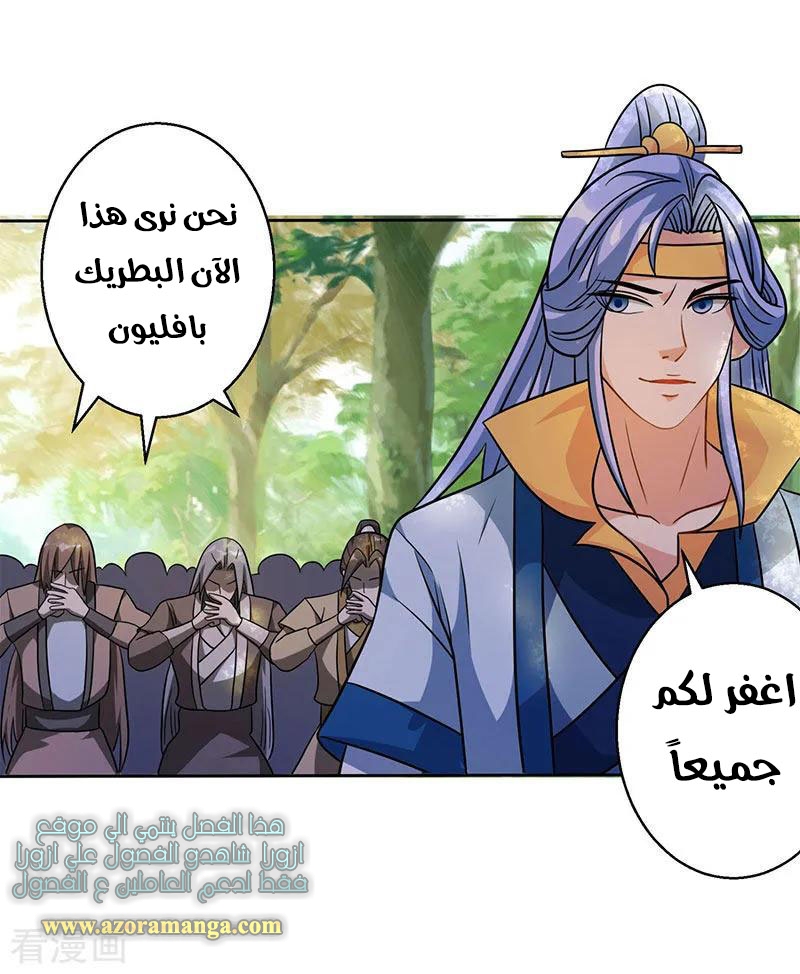 نحن نرى هذا
الآن البطريك
بافليون
اغفر لكم
جميعاً
هذا الفصل ينتمي الى موقع
ازورا شاهدو الفصول على ازورا
فقط لدعم العاملين ع الفصول
www.azoramanga.com
看漫画